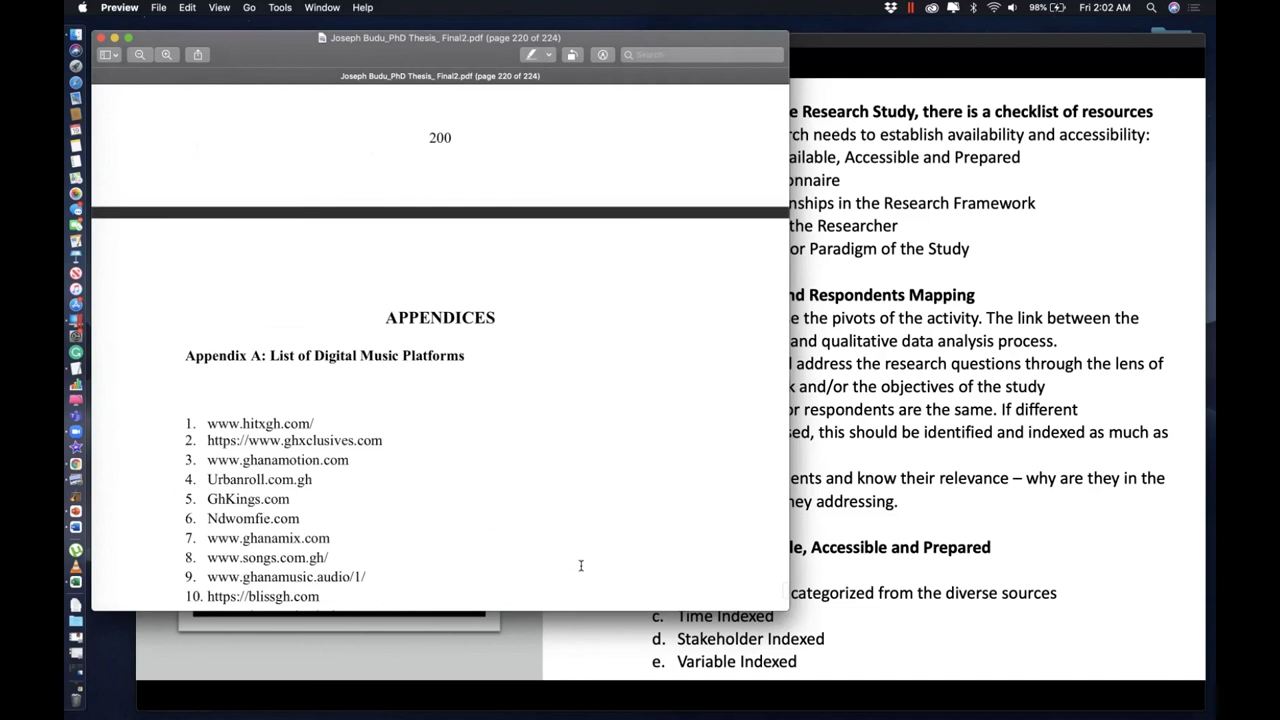 Preview File Edit View Go Tools Window Help
98% Fri 2:02 AM
Joseph Budu_PhD Thesis_ Final2.pdf (page 220 of 224)
Search
Joseph Budu_PhD Thesis_ Final2.pdf (page 220 of 224)
200
APPENDICES
Appendix A: List of Digital Music Platforms
1. www.hitxgh.com/
2. https://www.ghxclusives.com
3. www.ghanamotion.com
4. Urbanroll.com.gh
5. GhKings.com
6. Ndwomfie.com
7. www.ghanamix.com
8. www.songs.com.gh/
9. www.ghanamusic.audio/1/
10. https://blissgh.com
e Research Study, there is a checklist of resources
rch needs to establish availability and accessibility:
ailable, Accessible and Prepared
onnaire
nships in the Research Framework
the Researcher
or Paradigm of the Study
nd Respondents Mapping
e the pivots of the activity. The link between the
and qualitative data analysis process.
address the research questions through the lens of
k and/or the objectives of the study
or respondents are the same. If different
sed, this should be identified and indexed as much as
ents and know their relevance – why are they in the
hey addressing.
le, Accessible and Prepared
categorized from the diverse sources
c. Time Indexed
d. Stakeholder Indexed
e. Variable Indexed